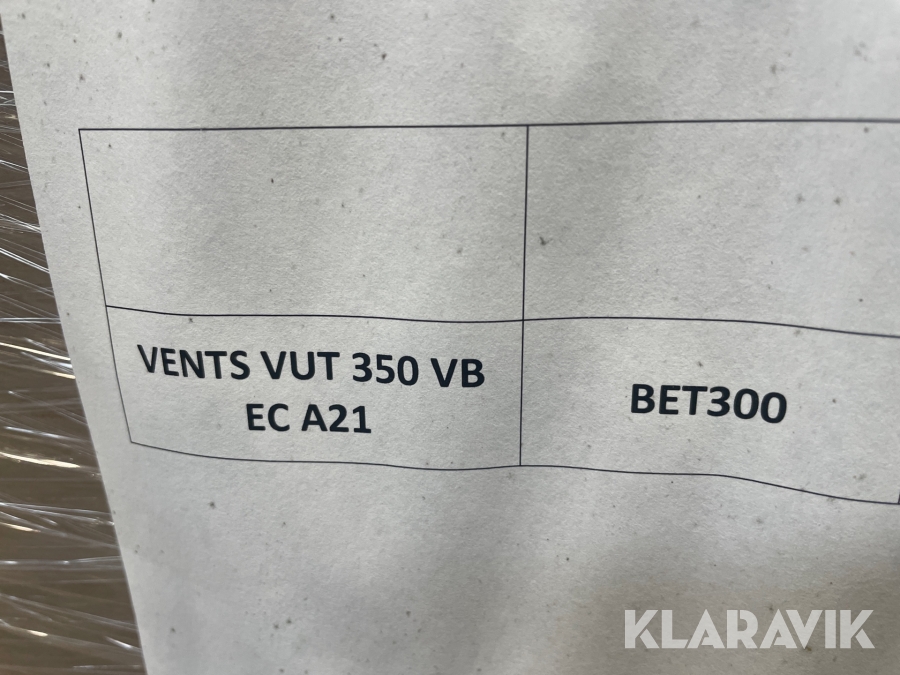 VENTS VUT 350 VB
EC A21
BET300
KLARAVIK